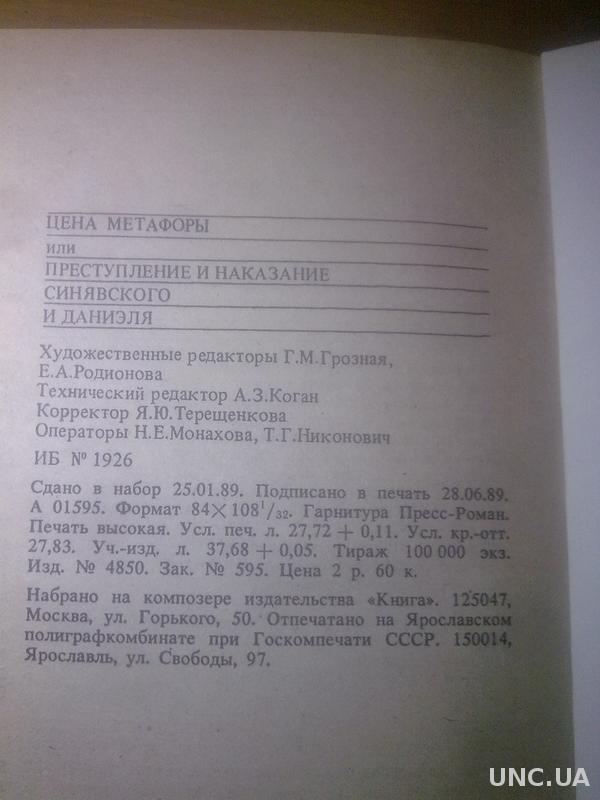 ЦЕНА МЕТАФОРЫ
или
ПРЕСТУПЛЕНИЕ И НАКАЗАНИЕ
СИНЯВСКОГО
И ДАНИЭЛЯ
Художественные редакторы Г.М.Грозная,
Е.А.Родионова
Технический редактор А.З.Коган
Корректор Я.Ю.Терещенкова
Операторы Н.Е.Монахова, Т.Г.Никонович
ИБ № 1926
Сдано в набор 25.01.89. Подписано в печать 28.06.89.
А 01595. Формат 84×108¹/₃₂. Гарнитура Пресс-Роман.
Печать высокая. Усл. печ. л. 27,72 + 0,11. Усл. кр.-отт.
27,83. Уч.-изд. л. 37,68 + 0,05. Тираж 100 000 экз.
Изд. № 4850. Зак. № 595. Цена 2 р. 60 к.
Набрано на композере издательства «Книга». 125047,
Москва, ул. Горького, 50. Отпечатано на Ярославском
полиграфкомбинате при Госкомпечати СССР. 150014,
Ярославль, ул. Свободы, 97.
UNC.UA